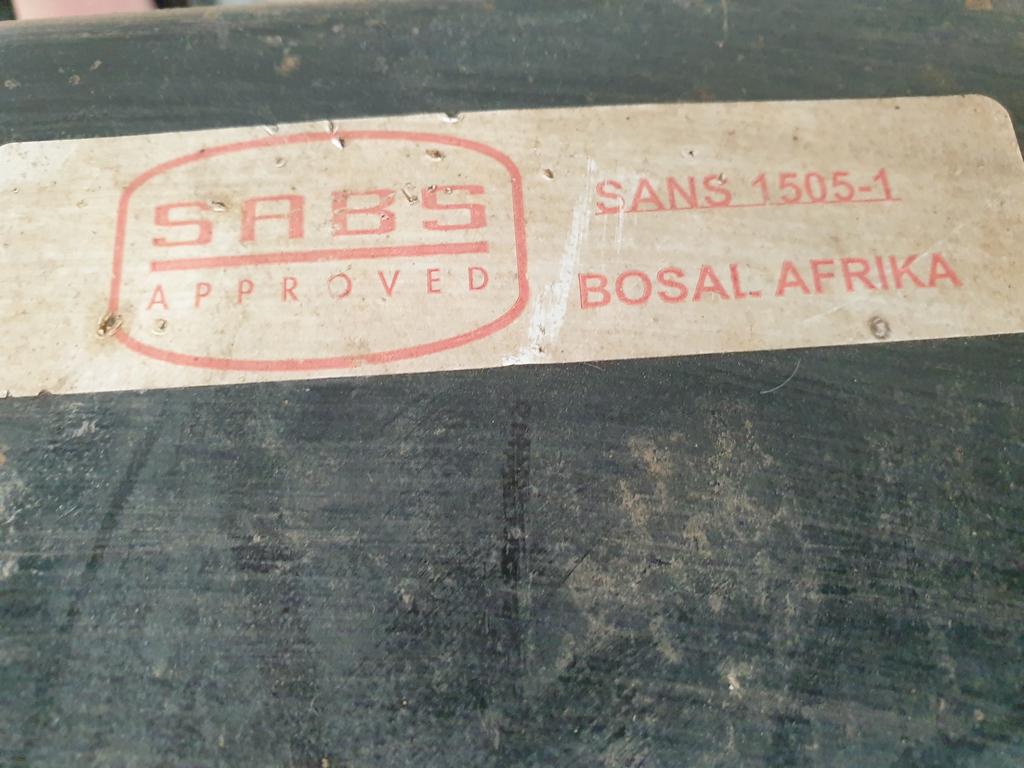 SABS
APPROVED
SANS 1505-1
BOSAL AFRIKA